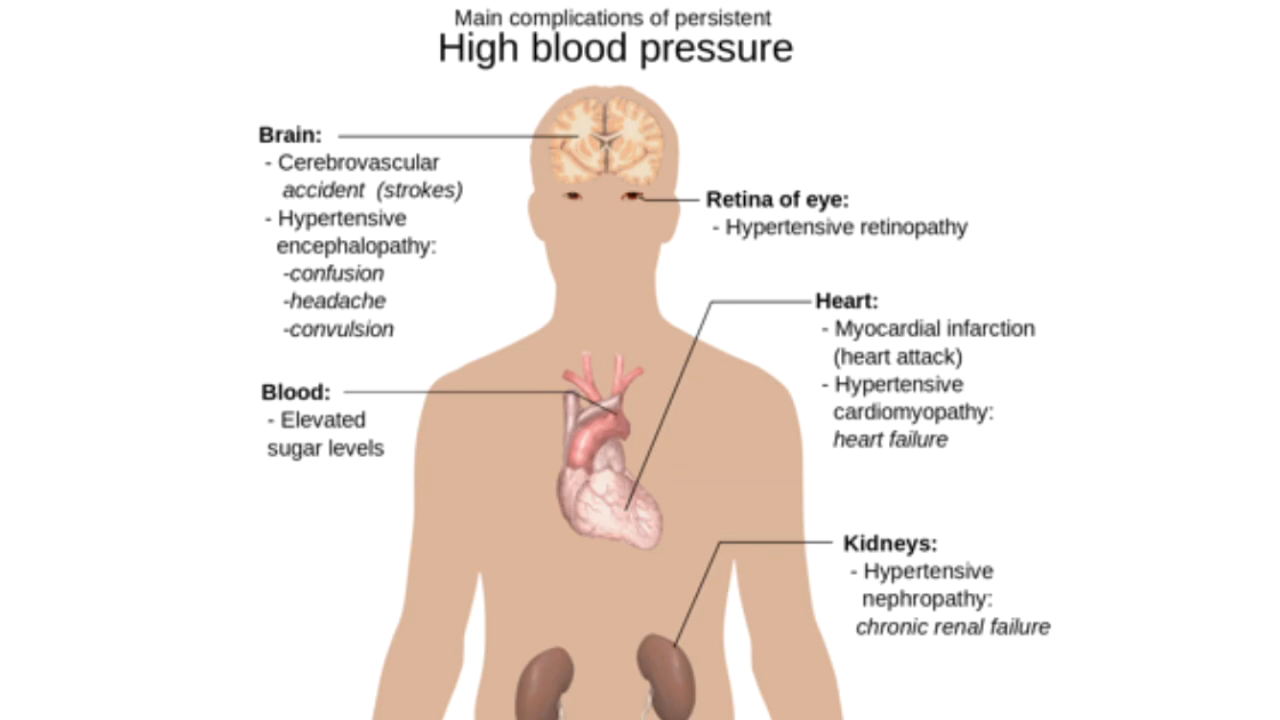 Main complications of persistent
High blood pressure
Brain:
- Cerebrovascular
accident (strokes)
- Hypertensive
encephalopathy:
-confusion
-headache
-convulsion
Retina of eye:
- Hypertensive retinopathy
Heart:
- Myocardial infarction
(heart attack)
- Hypertensive
cardiomyopathy:
heart failure
Blood:
- Elevated
sugar levels
Kidneys:
- Hypertensive
nephropathy:
chronic renal failure